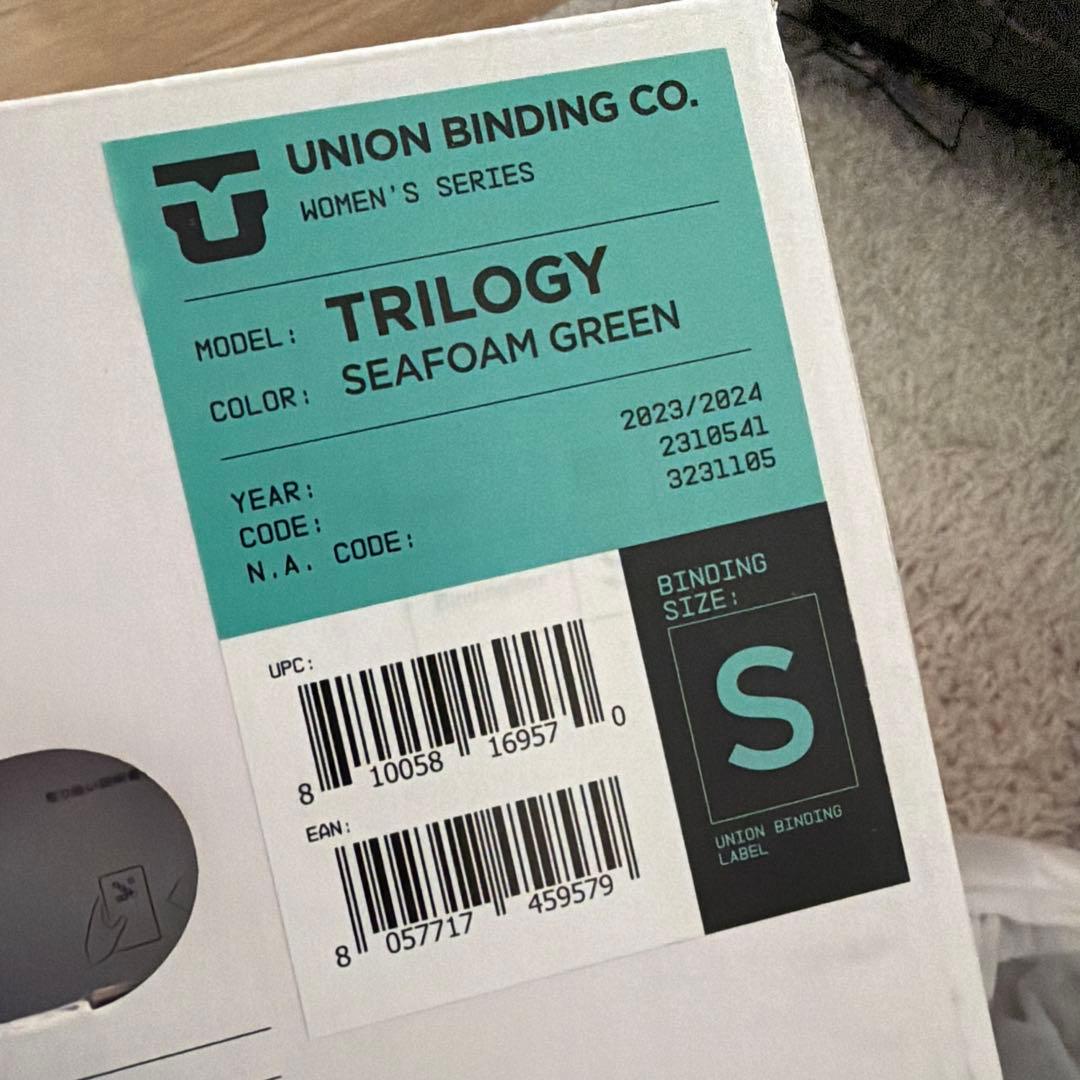 UNION BINDING CO.
WOMEN'S SERIES
MODEL: TRILOGY
COLOR: SEAFOAM GREEN
YEAR: 2023/2024
CODE: 2310541
N.A. CODE: 3231105
UPC:
8 10058 16957 0
EAN:
8 057717 459579
BINDING
SIZE:
S
UNION BINDING
LABEL